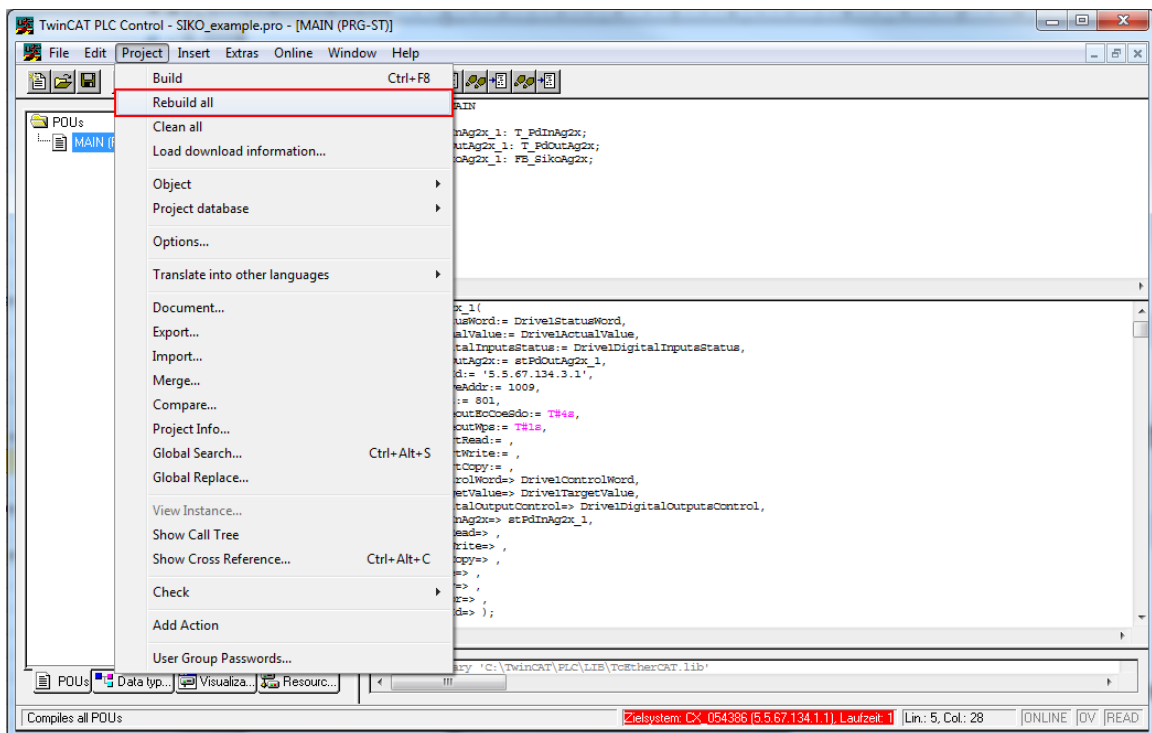 TwinCAT PLC Control - SIKO_example.pro - [MAIN (PRG-ST)]
File Edit Project Insert Extras Online Window Help
Build Ctrl+F8
Rebuild all
Clean all
Load download information...
Object
Project database
Options...
Translate into other languages
Document...
Export...
Import...
Merge...
Compare...
Project Info...
Global Search... Ctrl+Alt+S
Global Replace...
View Instance...
Show Call Tree
Show Cross Reference... Ctrl+Alt+C
Check
Add Action
User Group Passwords...
POUs
MAIN (
AIN
nAg2x_1: T_PdInAg2x;
utAg2x_1: T_PdOutAg2x;
oAg2x_1: FB_SikoAg2x;
x_1(
usWord:= Drive1StatusWord,
alValue:= Drive1ActualValue,
talInputsStatus:= Drive1DigitalInputsStatus,
utAg2x:= stPdOutAg2x_1,
d:= '5.5.67.134.3.1',
eAddr:= 1009,
:= 801,
outEcCoeSdo:= T#4s,
outWps:= T#1s,
tRead:= ,
tWrite:= ,
tCopy:= ,
rolWord=> Drive1ControlWord,
etValue=> Drive1TargetValue,
talOutputControl=> Drive1DigitalOutputsControl,
nAg2x=> stPdInAg2x_1,
ead=> ,
rite=> ,
opy=> ,
=> ,
=> ,
r=> ,
d=> );
ary 'C:\TwinCAT\PLC\LIB\TcEtherCAT.lib'
POUs Data typ... Visualiza... Resourc...
Compiles all POUs Zielsystem: CX_054386 (5.5.67.134.1.1), Laufzeit: 1 Lin.: 5, Col.: 28 ONLINE OV READ